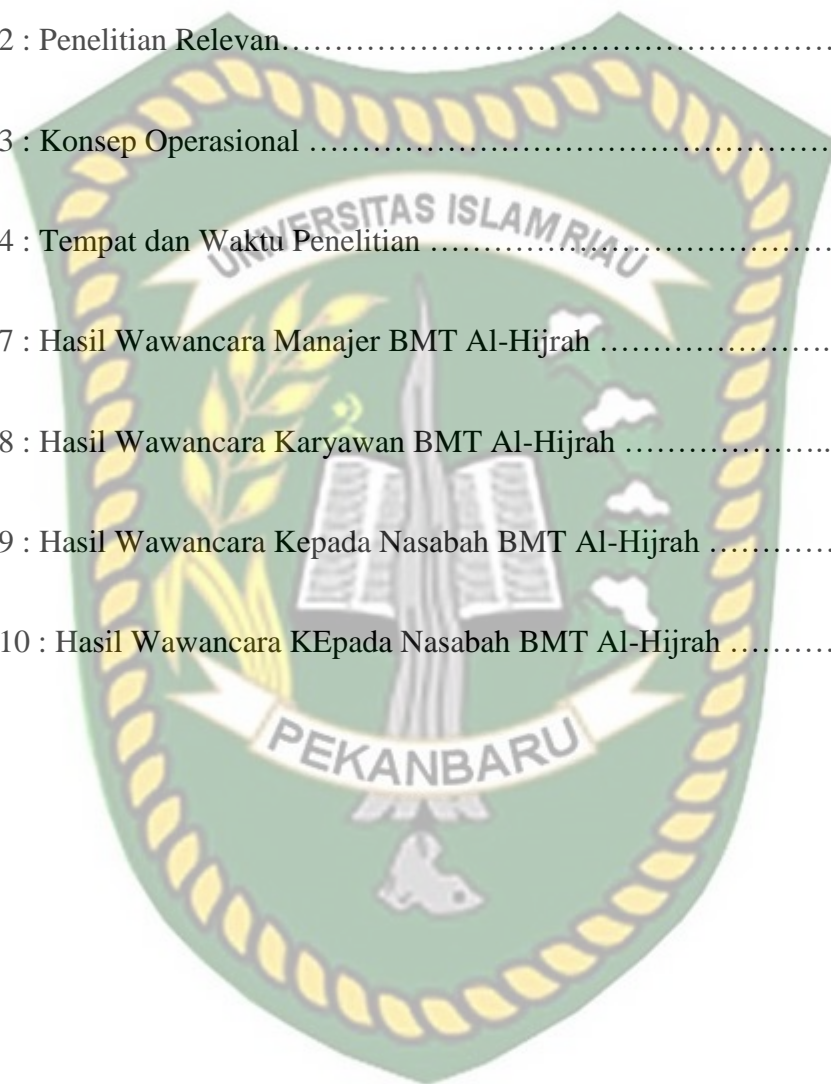 2 : Penelitian Relevan…………………………………………………
3 : Konsep Operasional ………………………………………………
UNIVERSITAS ISLAM RIAU
4 : Tempat dan Waktu Penelitian ……………………………………
7 : Hasil Wawancara Manajer BMT Al-Hijrah …………………..
8 : Hasil Wawancara Karyawan BMT Al-Hijrah ………………..
9 : Hasil Wawancara Kepada Nasabah BMT Al-Hijrah …………
10 : Hasil Wawancara KEpada Nasabah BMT Al-Hijrah ………
PEKANBARU